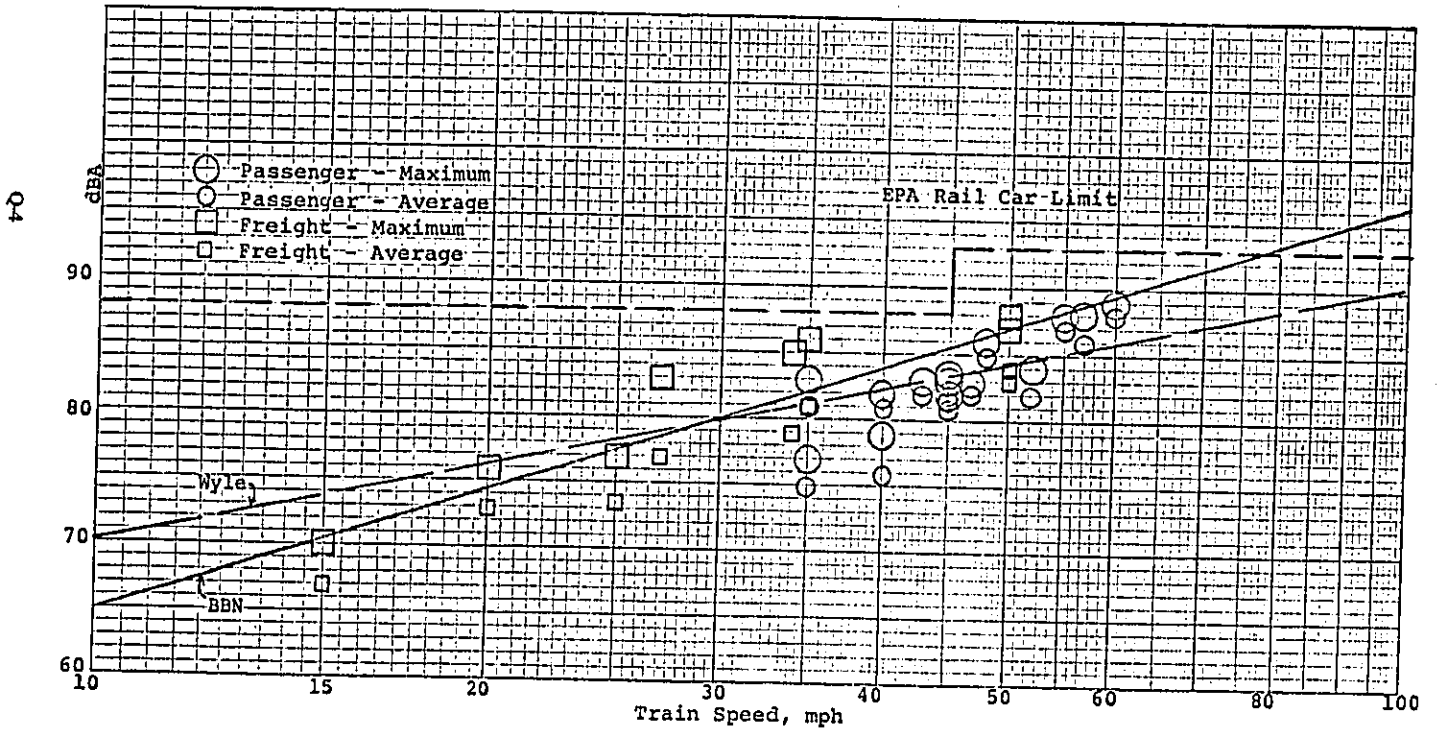 Q4
dBA
Passenger - Maximum
Passenger - Average
Freight - Maximum
Freight - Average
EPA Rail Car Limit
90
80
70
60
Wyle
BBN
10 15 20 30 40 50 60 80 100
Train Speed, mph